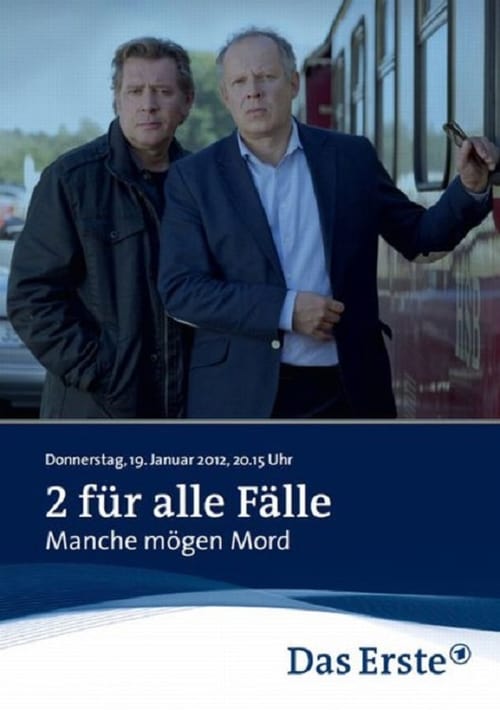 Donnerstag, 19. Januar 2012, 20.15 Uhr
2 für alle Fälle
Manche mögen Mord
Das Erste